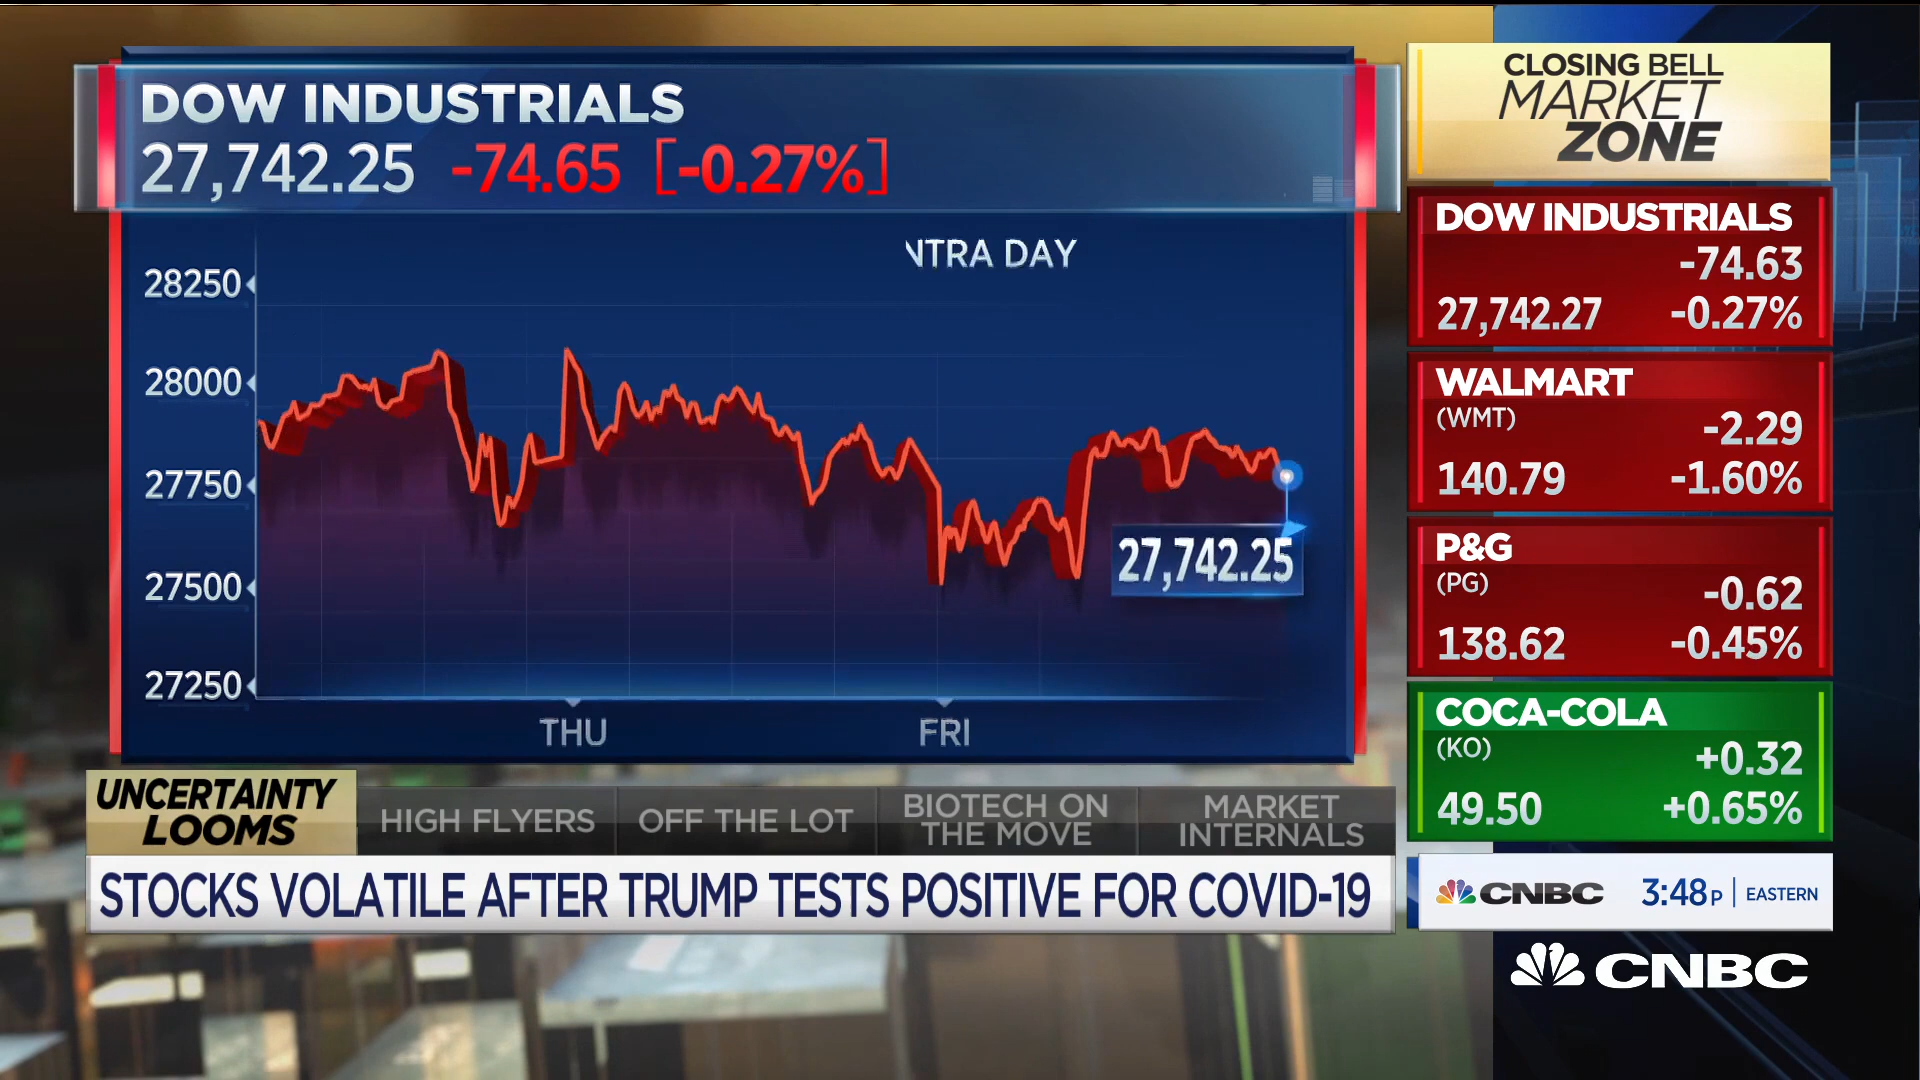 DOW INDUSTRIALS
27,742.25 -74.65 [-0.27%]
NTRA DAY
28250
28000
27750
27500
27250
THU
FRI
27,742.25
UNCERTAINTY
LOOMS
HIGH FLYERS
OFF THE LOT
BIOTECH ON
THE MOVE
MARKET
INTERNALS
STOCKS VOLATILE AFTER TRUMP TESTS POSITIVE FOR COVID-19
CLOSING BELL
MARKET
ZONE
DOW INDUSTRIALS
-74.63
27,742.27 -0.27%
WALMART
(WMT) -2.29
140.79 -1.60%
P&G
(PG) -0.62
138.62 -0.45%
COCA-COLA
(KO) +0.32
49.50 +0.65%
CNBC 3:48P | EASTERN
CNBC